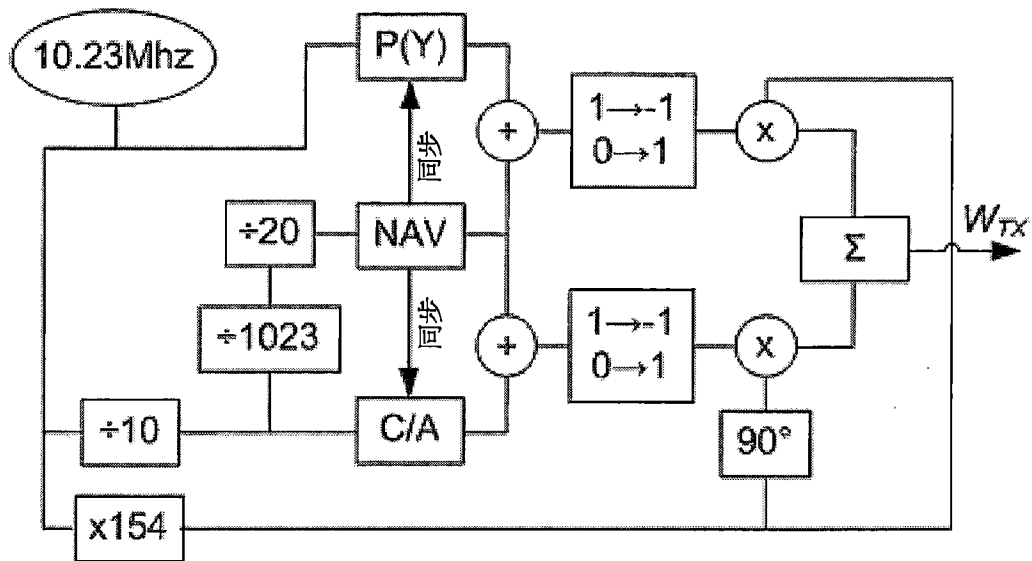 10.23Mhz
P(Y)
+
1→-1
0→1
x
同步
÷20
NAV
Σ
W_TX
÷1023
同步
+
1→-1
0→1
x
÷10
C/A
90°
x154